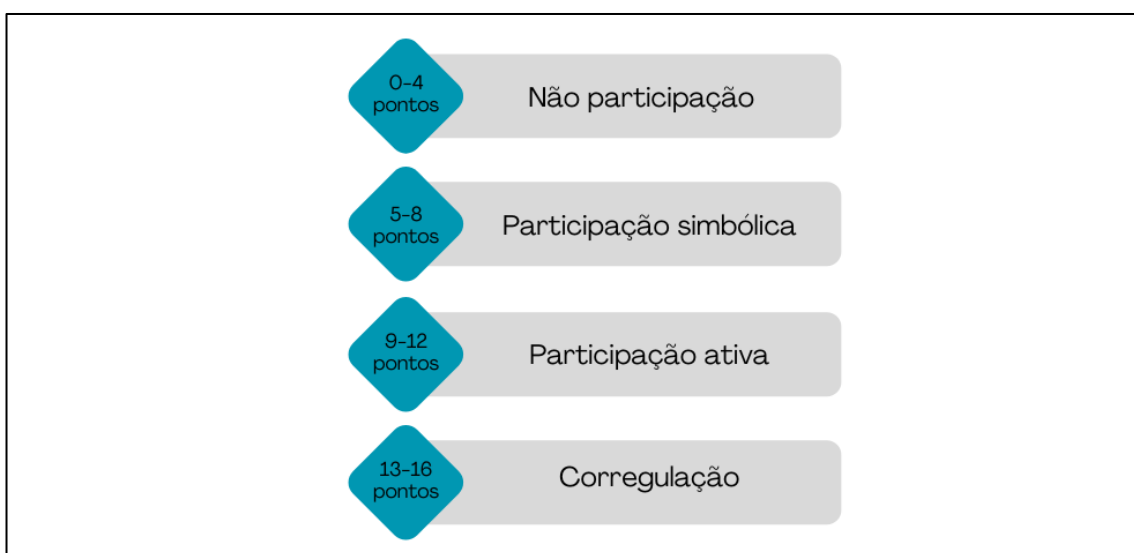 0-4
pontos
Não participação
5-8
pontos
Participação simbólica
9-12
pontos
Participação ativa
13-16
pontos
Corregulação